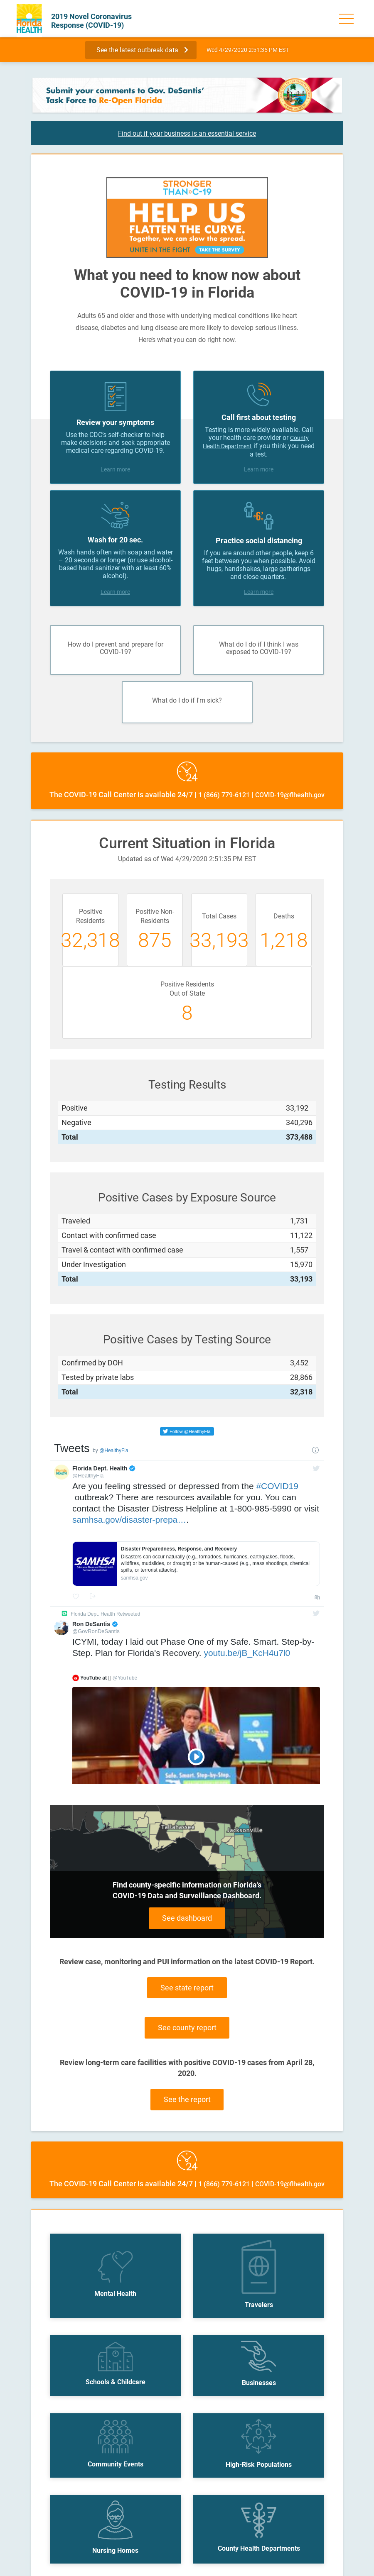 Florida
HEALTH
2019 Novel Coronavirus
Response (COVID-19)
See the latest outbreak data
Wed 4/29/2020 2:51:35 PM EST
Submit your comments to Gov. DeSantis'
Task Force to Re-Open Florida
Find out if your business is an essential service
STRONGER
THAN C-19
HELP US
FLATTEN THE CURVE.
Together, we can slow the spread.
UNITE IN THE FIGHT
TAKE THE SURVEY
What you need to know now about
COVID-19 in Florida
Adults 65 and older and those with underlying medical conditions like heart
disease, diabetes and lung disease are more likely to develop serious illness.
Here's what you can do right now.
Review your symptoms
Use the CDC's self-checker to help
make decisions and seek appropriate
medical care regarding COVID-19.
Learn more
Call first about testing
Testing is more widely available. Call
your health care provider or County
Health Department if you think you need
a test.
Learn more
Wash for 20 sec.
Wash hands often with soap and water
– 20 seconds or longer (or use alcohol-
based hand sanitizer with at least 60%
alcohol).
Learn more
6'
Practice social distancing
If you are around other people, keep 6
feet between you when possible. Avoid
hugs, handshakes, large gatherings
and close quarters.
Learn more
How do I prevent and prepare for
COVID-19?
What do I do if I think I was
exposed to COVID-19?
What do I do if I'm sick?
24
The COVID-19 Call Center is available 24/7 | 1 (866) 779-6121 | COVID-19@flhealth.gov
Current Situation in Florida
Updated as of Wed 4/29/2020 2:51:35 PM EST
Positive
Residents
32,318
Positive Non-
Residents
875
Total Cases
33,193
Deaths
1,218
Positive Residents
Out of State
8
Testing Results
Positive 33,192
Negative 340,296
Total 373,488
Positive Cases by Exposure Source
Traveled 1,731
Contact with confirmed case 11,122
Travel & contact with confirmed case 1,557
Under Investigation 15,970
Total 33,193
Positive Cases by Testing Source
Confirmed by DOH 3,452
Tested by private labs 28,866
Total 32,318
Follow @HealthyFla
Tweets by @HealthyFla
Florida Dept. Health
@HealthyFla
Are you feeling stressed or depressed from the #COVID19
outbreak? There are resources available for you. You can
contact the Disaster Distress Helpline at 1-800-985-5990 or visit
samhsa.gov/disaster-prepa….
SAMHSA
Disaster Preparedness, Response, and Recovery
Disasters can occur naturally (e.g., tornadoes, hurricanes, earthquakes, floods,
wildfires, mudslides, or drought) or be human-caused (e.g., mass shootings, chemical
spills, or terrorist attacks).
samhsa.gov
Florida Dept. Health Retweeted
Ron DeSantis
@GovRonDeSantis
ICYMI, today I laid out Phase One of my Safe. Smart. Step-by-
Step. Plan for Florida's Recovery. youtu.be/jB_KcH4u7l0
YouTube at @YouTube
Safe. Smart. Step-by-Step.
Tallahassee
Jacksonville
Find county-specific information on Florida's
COVID-19 Data and Surveillance Dashboard.
See dashboard
Review case, monitoring and PUI information on the latest COVID-19 Report.
See state report
See county report
Review long-term care facilities with positive COVID-19 cases from April 28,
2020.
See the report
24
The COVID-19 Call Center is available 24/7 | 1 (866) 779-6121 | COVID-19@flhealth.gov
Mental Health
Travelers
Schools & Childcare
Businesses
Community Events
High-Risk Populations
Nursing Homes
County Health Departments